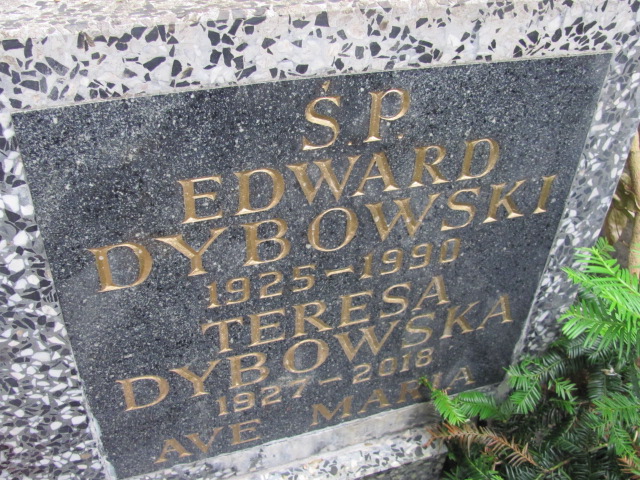 Ś.P.
EDWARD
DYBOWSKI
1925-1990
TERESA
DYBOWSKA
1927-2018
AVE MARIA